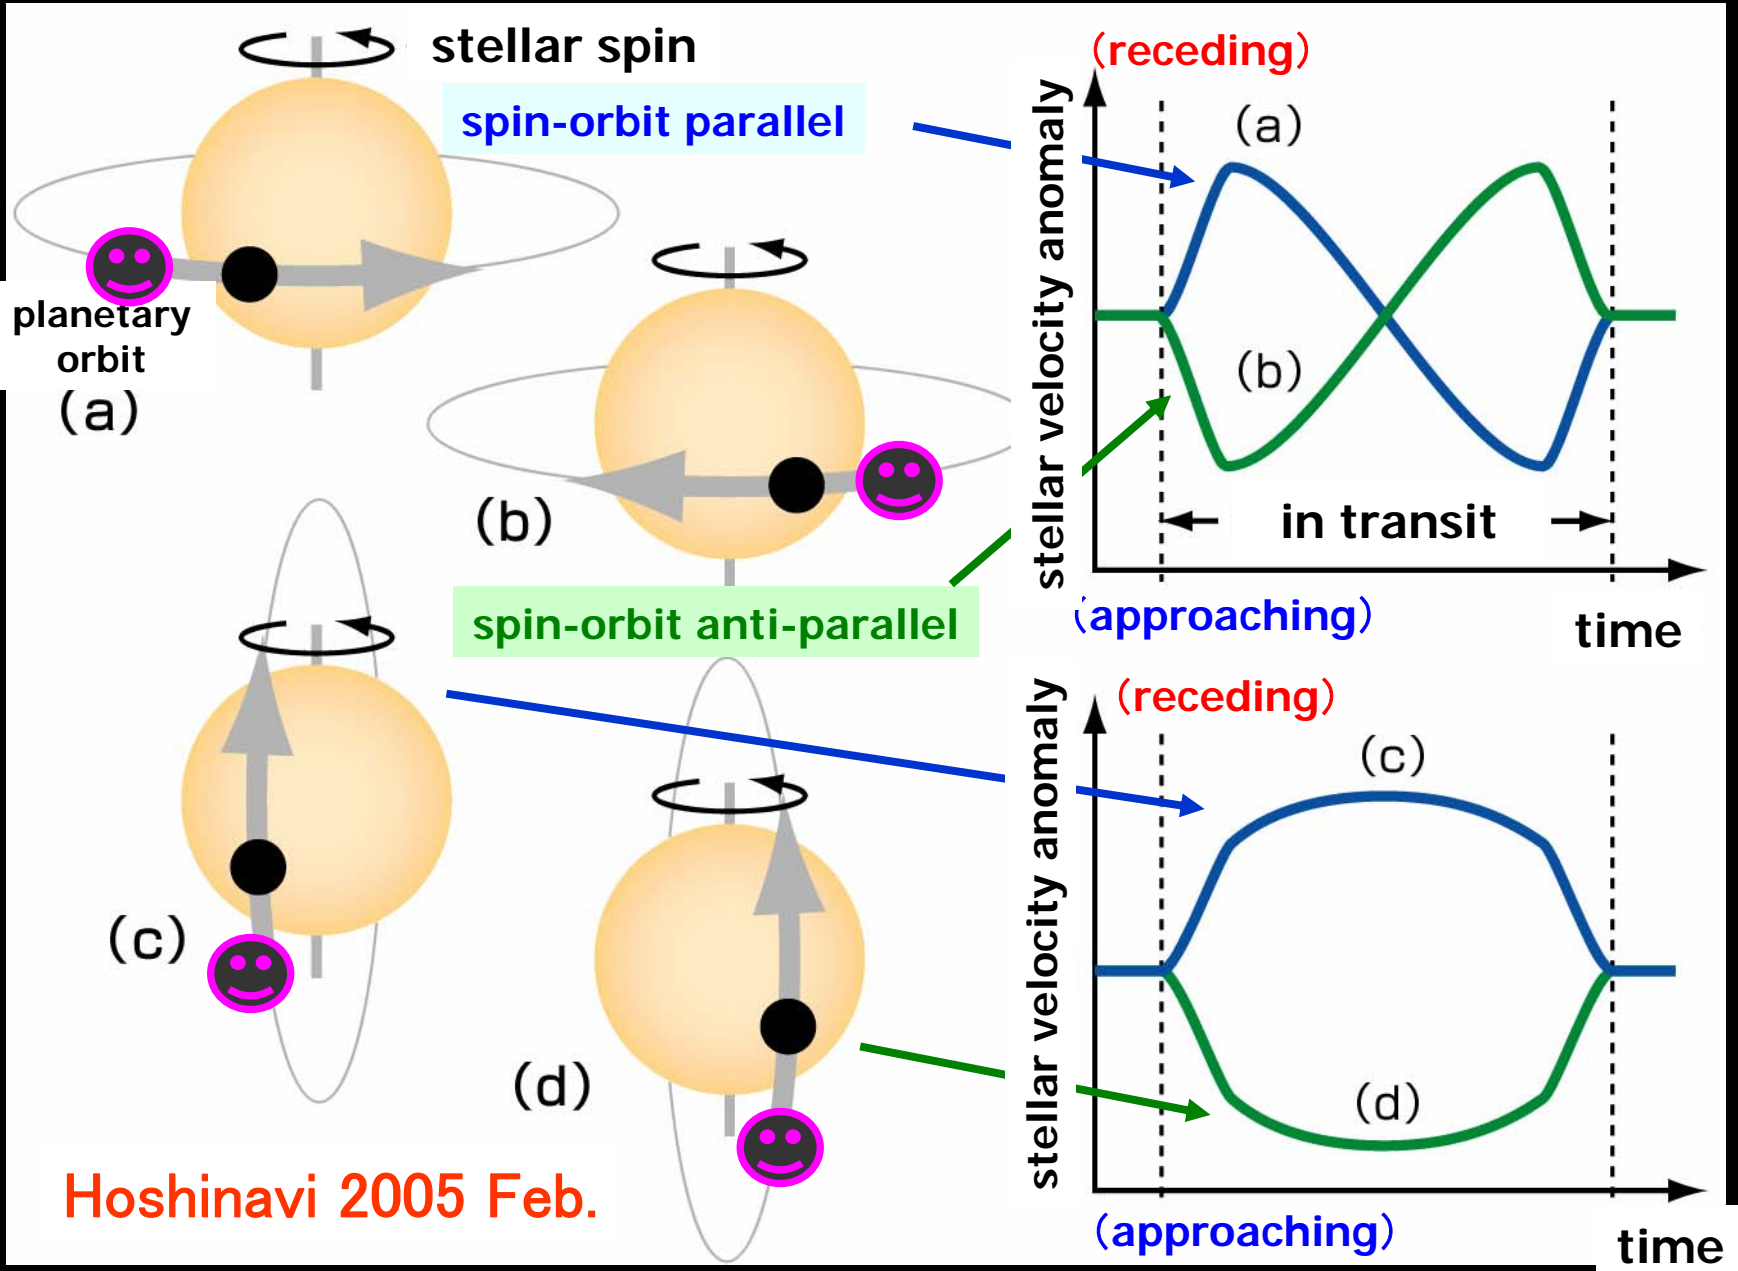 stellar spin
spin-orbit parallel
planetary
orbit
(a)
(b)
spin-orbit anti-parallel
(c)
(d)
Hoshinavi 2005 Feb.
(receding)
stellar velocity anomaly
(a)
(b)
in transit
(approaching)
time
(receding)
stellar velocity anomaly
(c)
(d)
(approaching)
time